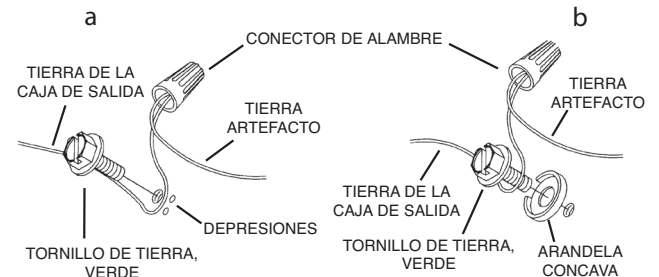 a
b
CONECTOR DE ALAMBRE
TIERRA DE LA
CAJA DE SALIDA
TIERRA
ARTEFACTO
DEPRESIONES
TORNILLO DE TIERRA,
VERDE
TIERRA
ARTEFACTO
TIERRA DE LA
CAJA DE SALIDA
TORNILLO DE TIERRA,
VERDE
ARANDELA
CONCAVA